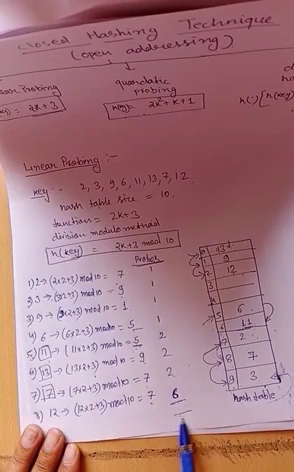 Closed Hashing Technique
(open addressing)
Probing
quardatic
probing
2k+3
h(key)= 2k²+k+1
h( ) [ h(key)
Linear Probing :-
key :- 2, 3, 9, 6, 11, 13, 7, 12.
hash table size = 10.
function = 2k+3
division modulo method
h(key) = 2k+3 mod 10
Probes
1) 2 → (2x2+3) mod 10 = 7 1
2) 3 → (3x2+3) mod 10 = 9 1
3) 9 → (9x2+3) mod 10 = 1 1
4) 6 → (6x2+3) mod 10 = 5 1
5) 11 → (11x2+3) mod 10 = 5 2
6) 13 → (13x2+3) mod 10 = 9 2
7) 7 → (7x2+3) mod 10 = 7 2
8) 12 → (12x2+3) mod 10 = 7 6
0 13
1 9
2 12
3
4
5 6
6 11
7 2
8 7
9 3
hash table